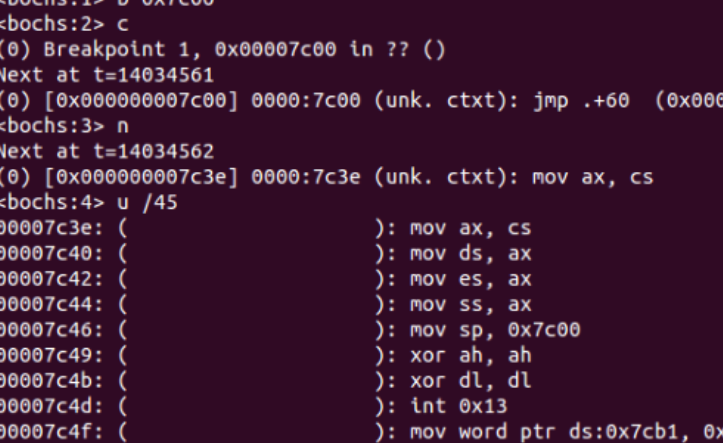 <bochs:1> b 0x7c00
<bochs:2> c
(0) Breakpoint 1, 0x00007c00 in ?? ()
Next at t=14034561
(0) [0x000000007c00] 0000:7c00 (unk. ctxt): jmp .+60 (0x000
<bochs:3> n
Next at t=14034562
(0) [0x000000007c3e] 0000:7c3e (unk. ctxt): mov ax, cs
<bochs:4> u /45
00007c3e: ( ): mov ax, cs
00007c40: ( ): mov ds, ax
00007c42: ( ): mov es, ax
00007c44: ( ): mov ss, ax
00007c46: ( ): mov sp, 0x7c00
00007c49: ( ): xor ah, ah
00007c4b: ( ): xor dl, dl
00007c4d: ( ): int 0x13
00007c4f: ( ): mov word ptr ds:0x7cb1, 0x